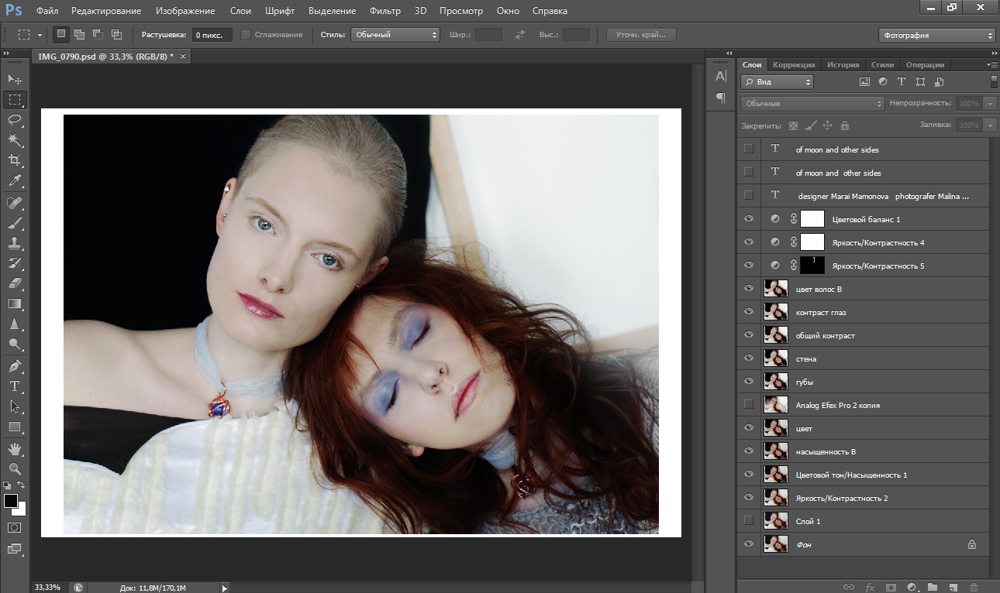 Ps Файл Редактирование Изображение Слои Шрифт Выделение Фильтр 3D Просмотр Окно Справка
Растушевка: 0 пикс. Сглаживание Стиль: Обычный Шир.: Выс.: Уточн. край... Фотография
IMG_0790.psd @ 33,3% (RGB/8) * ×
Слои Коррекция История Стили Операции
Вид
Обычные Непрозрачность: 100%
Закрепить: Заливка: 100%
of moon and other sides
of moon and other sides
designer Marai Mamonova photografer Malina ...
Цветовой баланс 1
Яркость/Контрастность 4
Яркость/Контрастность 5
цвет волос В
контраст глаз
общий контраст
стена
губы
Analog Efex Pro 2 копия
цвет
насыщенность В
Цветовой тон/Насыщенность 1
Яркость/Контрастность 2
Слой 1
Фон
33,33% Док: 11,8M/170,1M